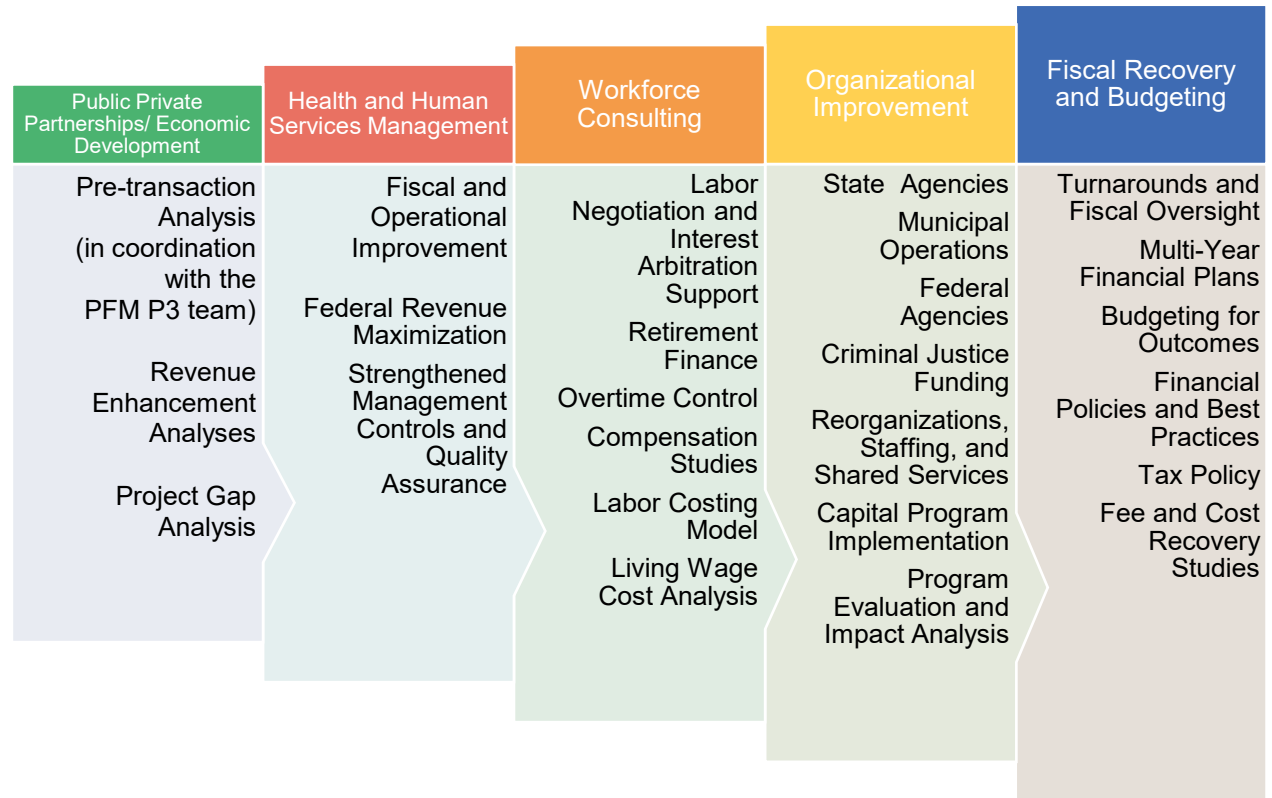 Public Private
Partnerships/ Economic
Development
Pre-transaction
Analysis
(in coordination
with the
PFM P3 team)
Revenue
Enhancement
Analyses
Project Gap
Analysis
Health and Human
Services Management
Fiscal and
Operational
Improvement
Federal Revenue
Maximization
Strengthened
Management
Controls and
Quality
Assurance
Workforce
Consulting
Labor
Negotiation and
Interest
Arbitration
Support
Retirement
Finance
Overtime Control
Compensation
Studies
Labor Costing
Model
Living Wage
Cost Analysis
Organizational
Improvement
State Agencies
Municipal
Operations
Federal
Agencies
Criminal Justice
Funding
Reorganizations,
Staffing, and
Shared Services
Capital Program
Implementation
Program
Evaluation and
Impact Analysis
Fiscal Recovery
and Budgeting
Turnarounds and
Fiscal Oversight
Multi-Year
Financial Plans
Budgeting for
Outcomes
Financial
Policies and Best
Practices
Tax Policy
Fee and Cost
Recovery
Studies